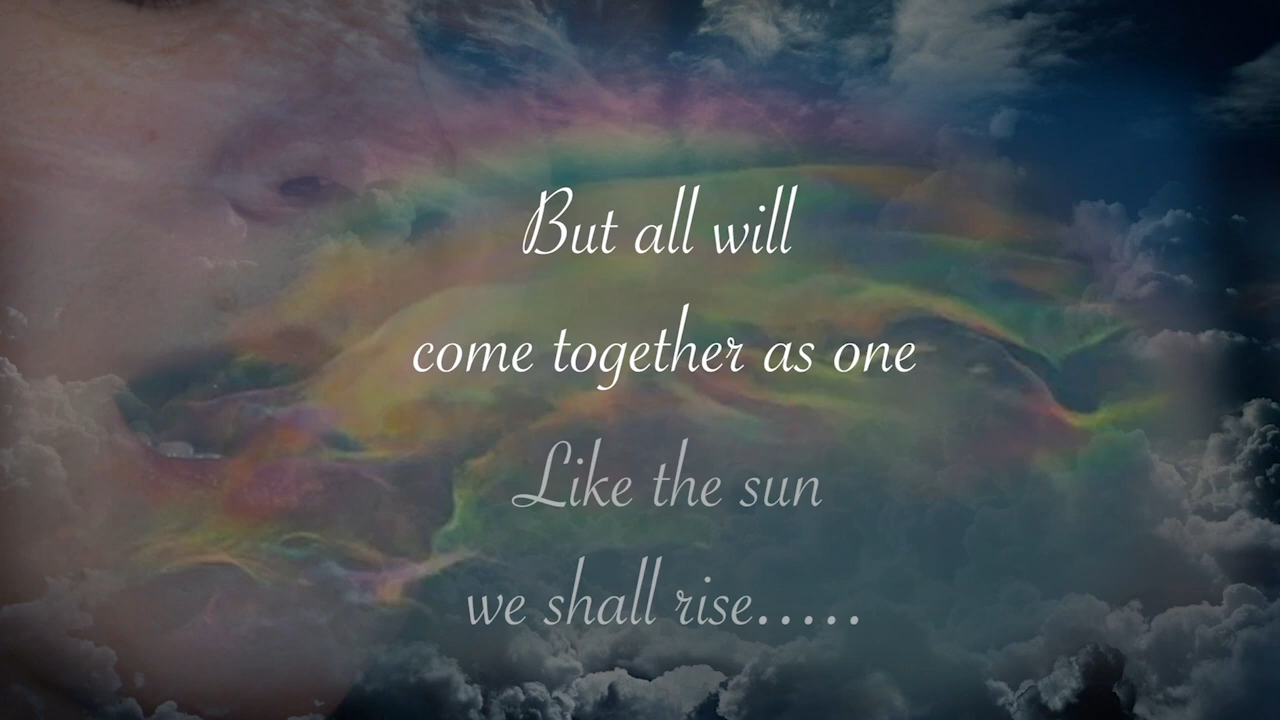 But all will
come together as one
Like the sun
we shall rise.....